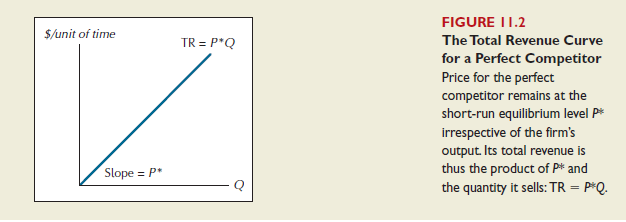 $/unit of time
TR = P*Q
Slope = P*
Q
FIGURE 11.2
The Total Revenue Curve
for a Perfect Competitor
Price for the perfect
competitor remains at the
short-run equilibrium level P*
irrespective of the firm's
output. Its total revenue is
thus the product of P* and
the quantity it sells: TR = P*Q.